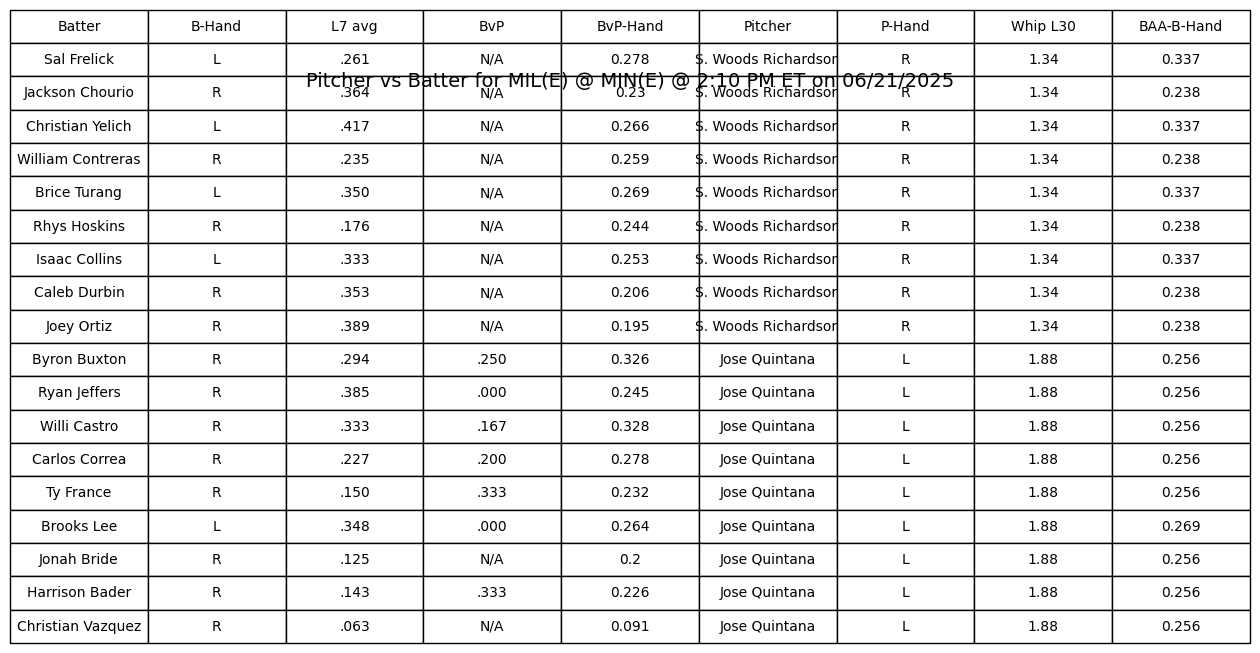 Batter B-Hand L7 avg BvP BvP-Hand Pitcher P-Hand Whip L30 BAA-B-Hand
Sal Frelick L .261 N/A 0.278 S. Woods Richardson R 1.34 0.337
Pitcher vs Batter for MIL(E) @ MIN(E) @ 2:10 PM ET on 06/21/2025
Jackson Chourio R .364 N/A 0.23 S. Woods Richardson R 1.34 0.238
Christian Yelich L .417 N/A 0.266 S. Woods Richardson R 1.34 0.337
William Contreras R .235 N/A 0.259 S. Woods Richardson R 1.34 0.238
Brice Turang L .350 N/A 0.269 S. Woods Richardson R 1.34 0.337
Rhys Hoskins R .176 N/A 0.244 S. Woods Richardson R 1.34 0.238
Isaac Collins L .333 N/A 0.253 S. Woods Richardson R 1.34 0.337
Caleb Durbin R .353 N/A 0.206 S. Woods Richardson R 1.34 0.238
Joey Ortiz R .389 N/A 0.195 S. Woods Richardson R 1.34 0.238
Byron Buxton R .294 .250 0.326 Jose Quintana L 1.88 0.256
Ryan Jeffers R .385 .000 0.245 Jose Quintana L 1.88 0.256
Willi Castro R .333 .167 0.328 Jose Quintana L 1.88 0.256
Carlos Correa R .227 .200 0.278 Jose Quintana L 1.88 0.256
Ty France R .150 .333 0.232 Jose Quintana L 1.88 0.256
Brooks Lee L .348 .000 0.264 Jose Quintana L 1.88 0.269
Jonah Bride R .125 N/A 0.2 Jose Quintana L 1.88 0.256
Harrison Bader R .143 .333 0.226 Jose Quintana L 1.88 0.256
Christian Vazquez R .063 N/A 0.091 Jose Quintana L 1.88 0.256